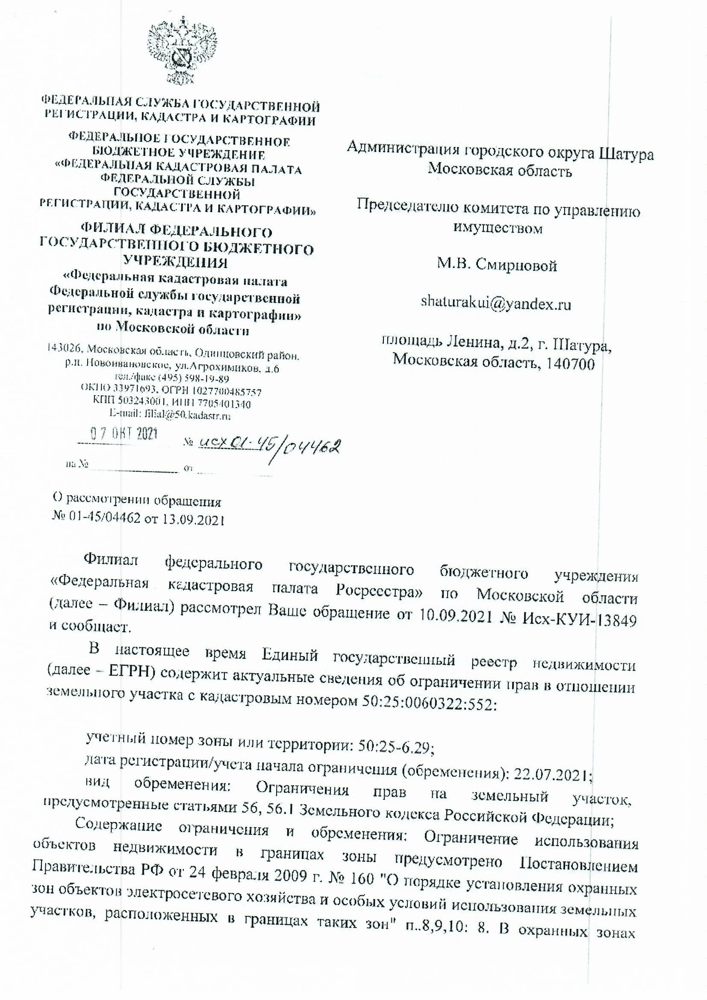 ФЕДЕРАЛЬНАЯ СЛУЖБА ГОСУДАРСТВЕННОЙ
РЕГИСТРАЦИИ, КАДАСТРА И КАРТОГРАФИИ
ФЕДЕРАЛЬНОЕ ГОСУДАРСТВЕННОЕ
БЮДЖЕТНОЕ УЧРЕЖДЕНИЕ
«ФЕДЕРАЛЬНАЯ КАДАСТРОВАЯ ПАЛАТА
ФЕДЕРАЛЬНОЙ СЛУЖБЫ
ГОСУДАРСТВЕННОЙ
РЕГИСТРАЦИИ, КАДАСТРА И КАРТОГРАФИИ»
ФИЛИАЛ ФЕДЕРАЛЬНОГО
ГОСУДАРСТВЕННОГО БЮДЖЕТНОГО
УЧРЕЖДЕНИЯ
«Федеральная кадастровая палата
Федеральной службы государственной
регистрации, кадастра и картографии»
по Московской области
143026, Московская область, Одинцовский район,
р.п. Новоивановское, ул.Агрохимиков, д.6
тел./факс (495) 598-19-89
ОКПО 33971693, ОГРН 1027700485757
КПП 503243001, ИНН 7705401340
E-mail: filial@50.kadastr.ru
07 ОКТ 2021 № исх 01-45/04462
на № от
Администрация городского округа Шатура
Московская область
Председателю комитета по управлению
имуществом
М.В. Смирновой
shaturakui@yandex.ru
площадь Ленина, д.2, г. Шатура,
Московская область, 140700
О рассмотрении обращения
№ 01-45/04462 от 13.09.2021
Филиал федерального государственного бюджетного учреждения
«Федеральная кадастровая палата Росреестра» по Московской области
(далее – Филиал) рассмотрел Ваше обращение от 10.09.2021 № Исх-КУИ-13849
и сообщает.
В настоящее время Единый государственный реестр недвижимости
(далее – ЕГРН) содержит актуальные сведения об ограничении прав в отношении
земельного участка с кадастровым номером 50:25:0060322:552:
учетный номер зоны или территории: 50:25-6.29;
дата регистрации/учета начала ограничения (обременения): 22.07.2021;
вид обременения: Ограничения прав на земельный участок,
предусмотренные статьями 56, 56.1 Земельного кодекса Российской Федерации;
Содержание ограничения и обременения: Ограничение использования
объектов недвижимости в границах зоны предусмотрено Постановлением
Правительства РФ от 24 февраля 2009 г. № 160 "О порядке установления охранных
зон объектов электросетевого хозяйства и особых условий использования земельных
участков, расположенных в границах таких зон" п..8,9,10: 8. В охранных зонах